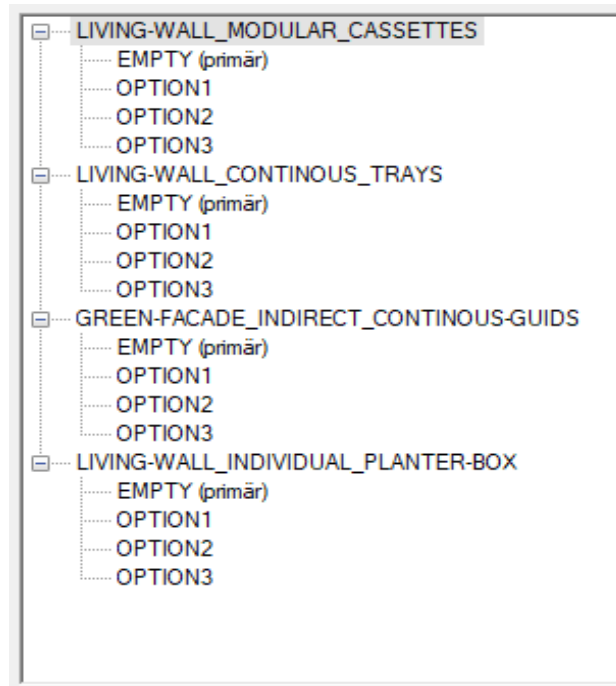 LIVING-WALL_MODULAR_CASSETTES
EMPTY (primär)
OPTION1
OPTION2
OPTION3
LIVING-WALL_CONTINOUS_TRAYS
EMPTY (primär)
OPTION1
OPTION2
OPTION3
GREEN-FACADE_INDIRECT_CONTINOUS-GUIDS
EMPTY (primär)
OPTION1
OPTION2
OPTION3
LIVING-WALL_INDIVIDUAL_PLANTER-BOX
EMPTY (primär)
OPTION1
OPTION2
OPTION3